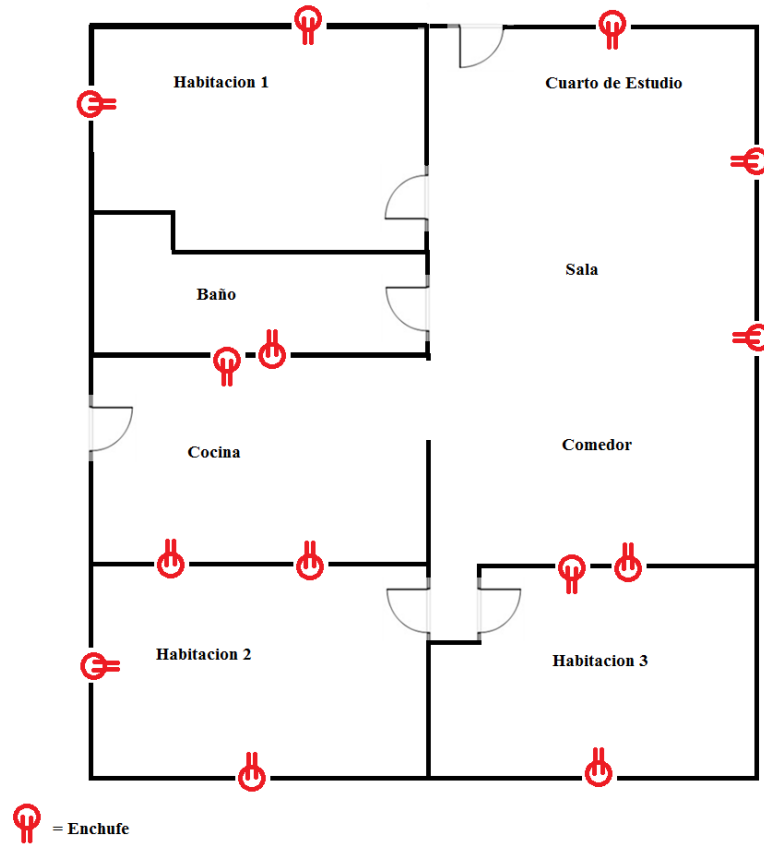 Habitacion 1
Cuarto de Estudio
Sala
Baño
Comedor
Cocina
Habitacion 2
Habitacion 3
= Enchufe